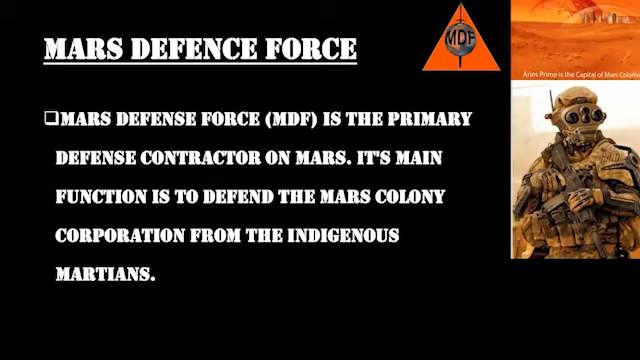 MARS DEFENCE FORCE
MDF
Aries Prime is the Capital of Mars Colonie
❑MARS DEFENSE FORCE (MDF) IS THE PRIMARY
DEFENSE CONTRACTOR ON MARS. IT'S MAIN
FUNCTION IS TO DEFEND THE MARS COLONY
CORPORATION FROM THE INDIGENOUS
MARTIANS.